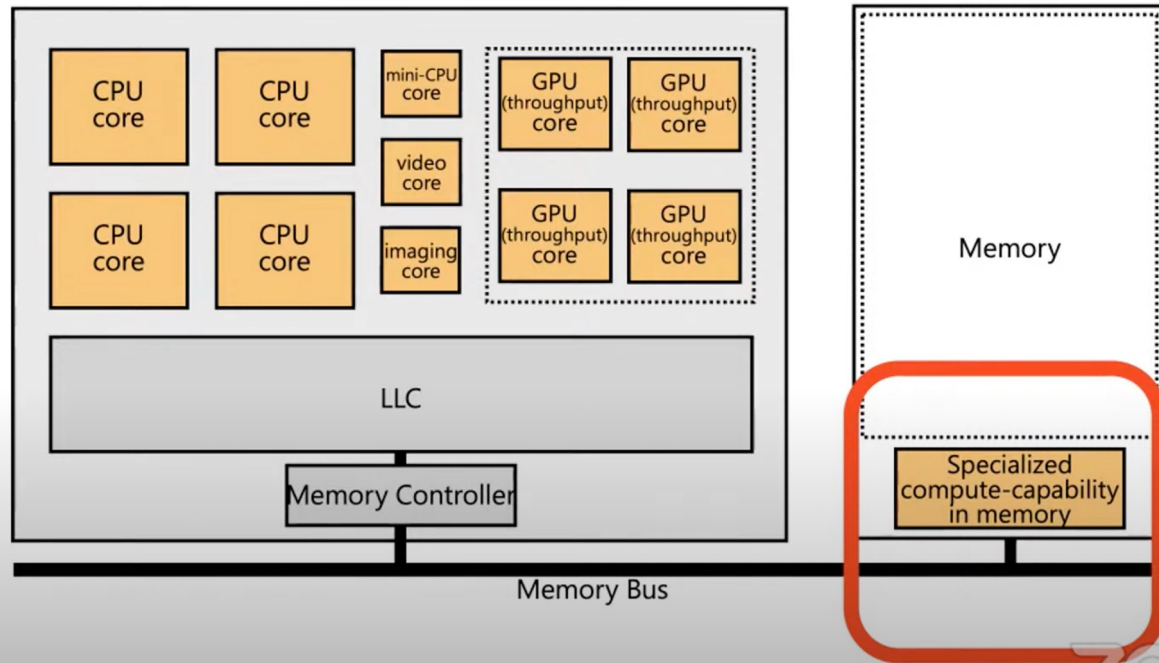 CPU
core
CPU
core
mini-CPU
core
video
core
imaging
core
CPU
core
CPU
core
GPU
(throughput)
core
GPU
(throughput)
core
GPU
(throughput)
core
GPU
(throughput)
core
LLC
Memory Controller
Memory Bus
Memory
Specialized
compute-capability
in memory